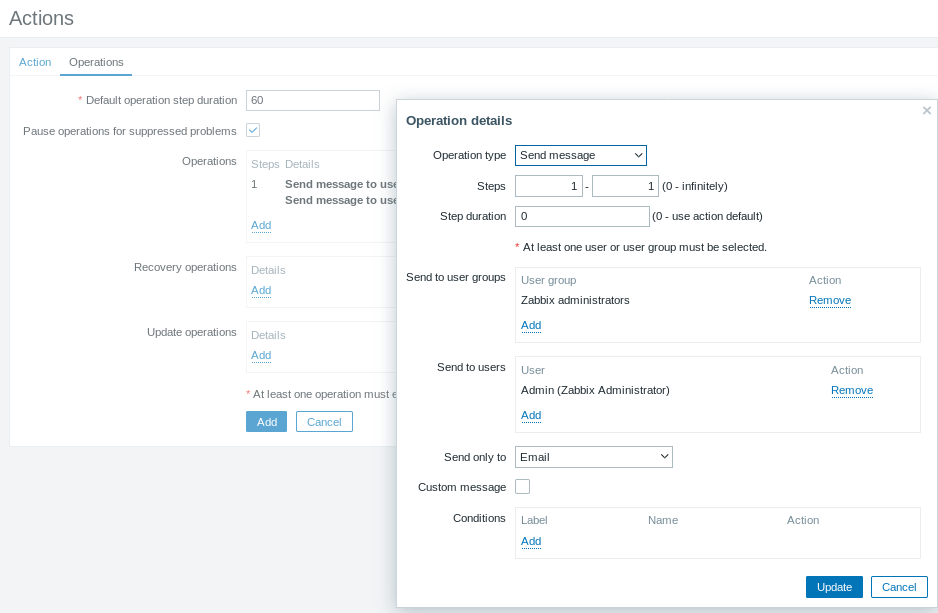 Actions
Action Operations
* Default operation step duration 60
Pause operations for suppressed problems
Operations Steps Details
1 Send message to use
Send message to use
Add
Recovery operations Details
Add
Update operations Details
Add
* At least one operation must e
Add Cancel
Operation details
Operation type Send message
Steps 1 - 1 (0 - infinitely)
Step duration 0 (0 - use action default)
* At least one user or user group must be selected.
Send to user groups User group Action
Zabbix administrators Remove
Add
Send to users User Action
Admin (Zabbix Administrator) Remove
Add
Send only to Email
Custom message
Conditions Label Name Action
Add
Update Cancel